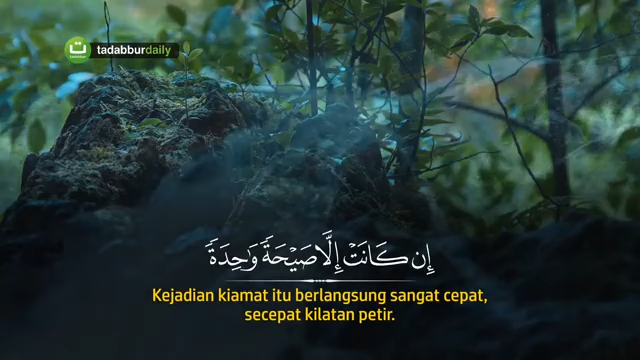 tadabburdaily
إِن كَانَتْ إِلَّا صَيْحَةً وَاحِدَةً
Kejadian kiamat itu berlangsung sangat cepat,
secepat kilatan petir.